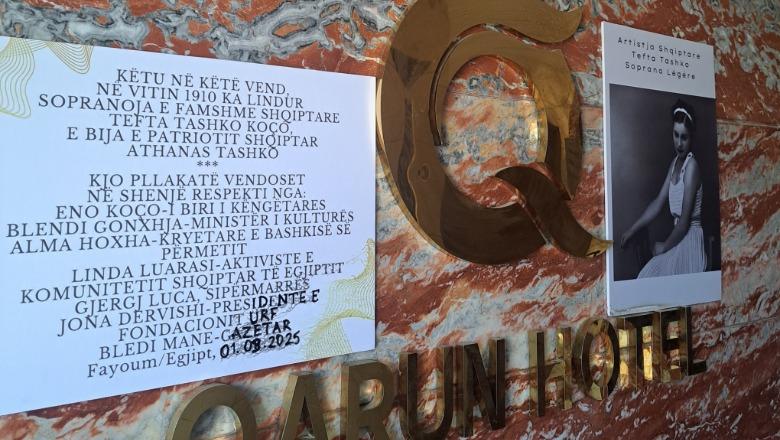 KËTU NË KËTË VEND,
NË VITIN 1910 KA LINDUR
SOPRANOJA E FAMSHME SHQIPTARE
TEFTA TASHKO KOÇO,
E BIJA E PATRIOTIT SHQIPTAR
ATHANAS TASHKO
***
KJO PLLAKATË VENDOSET
NË SHENJË RESPEKTI NGA:
ENO KOÇO-I BIRI I KËNGËTARES
BLENDI GONXHJA-MINISTËR I KULTURËS
ALMA HOXHA-KRYETARE E BASHKISË SË
PËRMETIT
LINDA LUARASI-AKTIVISTE E
KOMUNITETIT SHQIPTAR TË EGJIPTIT
GJERGJ LUCA, SIPËRMARRËS
JONA DERVISHI-PRESIDENTE E
FONDACIONIT URF
BLEDI MANE-GAZETAR
Fayoum/Egjipt, 01.08.2025
Q
Artistja Shqiptare
Tefta Tashko
Soprano Légère
QARUN HOTEL